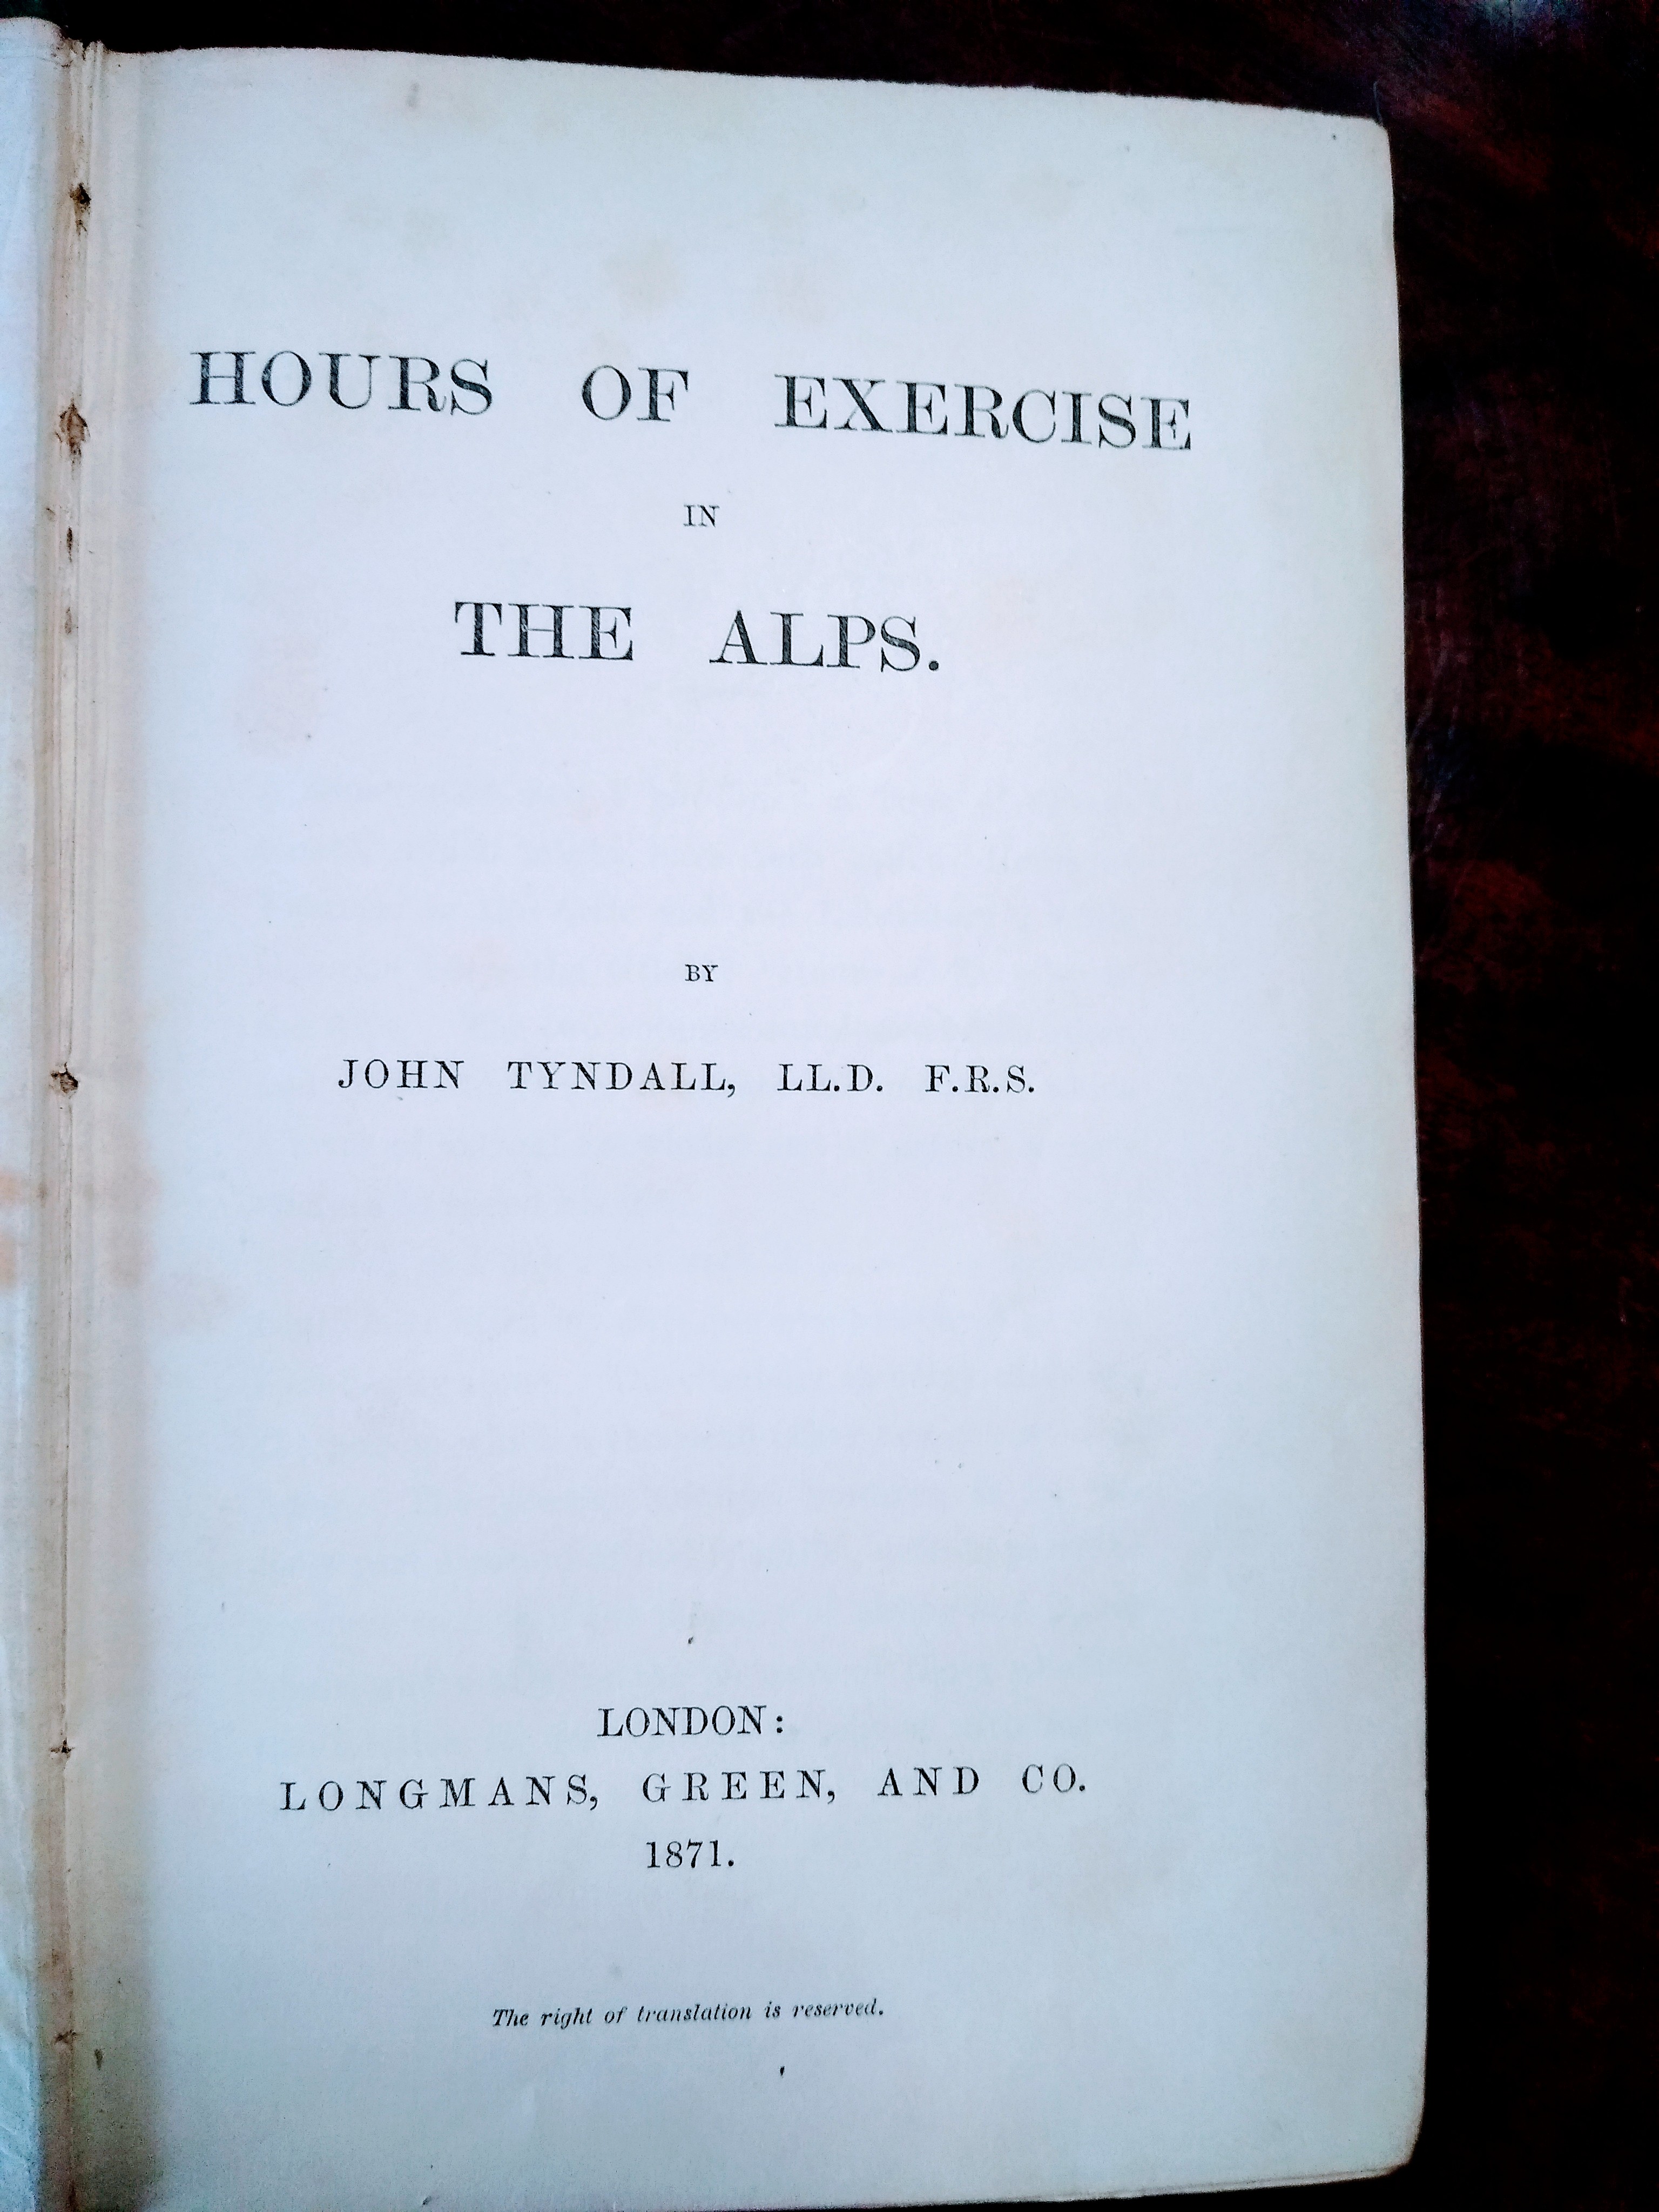 HOURS OF EXERCISE
IN
THE ALPS.
BY
JOHN TYNDALL, LL.D. F.R.S.
LONDON:
LONGMANS, GREEN, AND CO.
1871.
The right of translation is reserved.